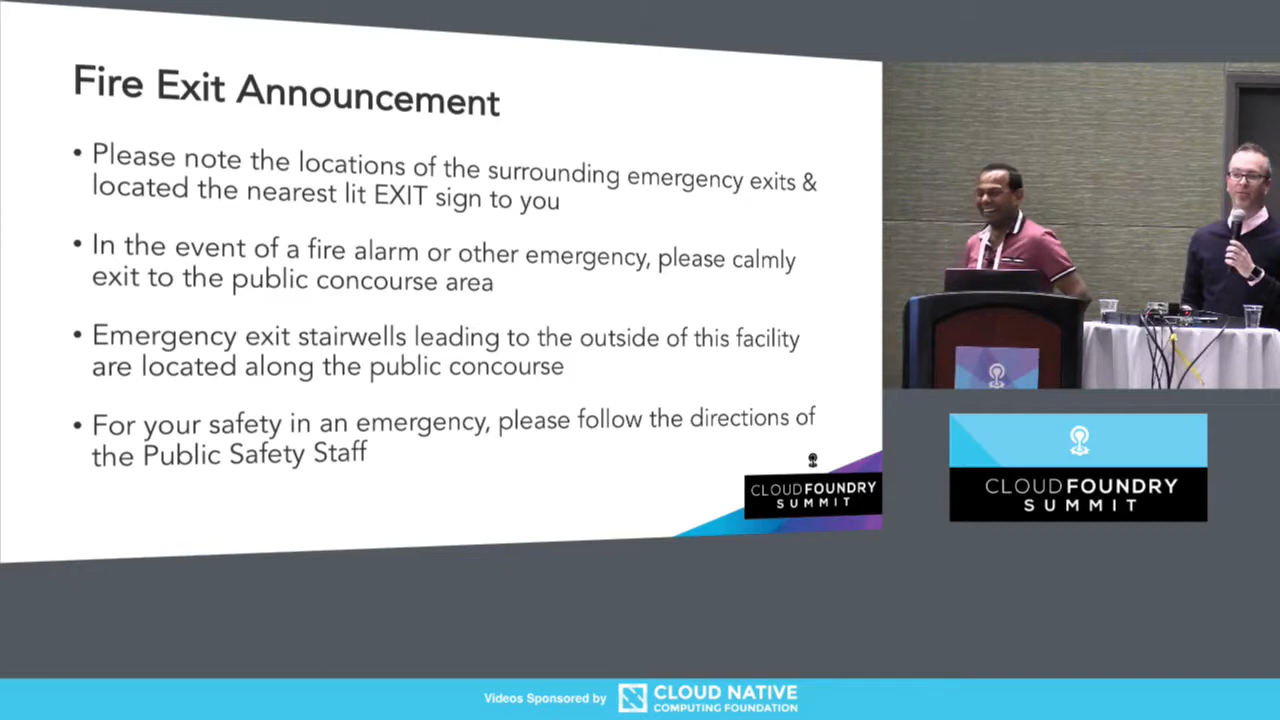 Fire Exit Announcement
• Please note the locations of the surrounding emergency exits &
located the nearest lit EXIT sign to you
• In the event of a fire alarm or other emergency, please calmly
exit to the public concourse area
• Emergency exit stairwells leading to the outside of this facility
are located along the public concourse
• For your safety in an emergency, please follow the directions of
the Public Safety Staff
CLOUD FOUNDRY
SUMMIT
CLOUD FOUNDRY
SUMMIT
Videos Sponsored by
CLOUD NATIVE
COMPUTING FOUNDATION